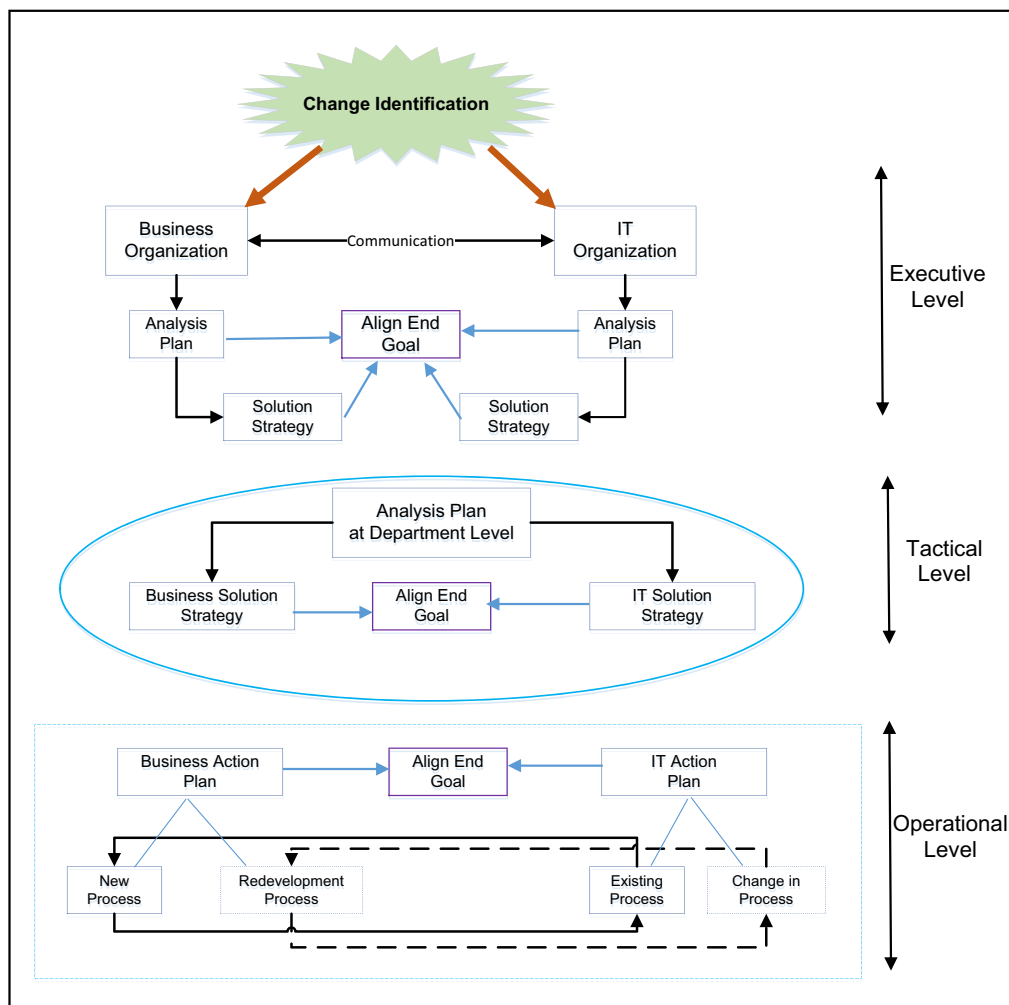 Change Identification
Business
Organization
Communication
IT
Organization
Executive
Level
Analysis
Plan
Align End
Goal
Analysis
Plan
Solution
Strategy
Solution
Strategy
Analysis Plan
at Department Level
Tactical
Level
Business Solution
Strategy
Align End
Goal
IT Solution
Strategy
Business Action
Plan
Align End
Goal
IT Action
Plan
Operational
Level
New
Process
Redevelopment
Process
Existing
Process
Change in
Process